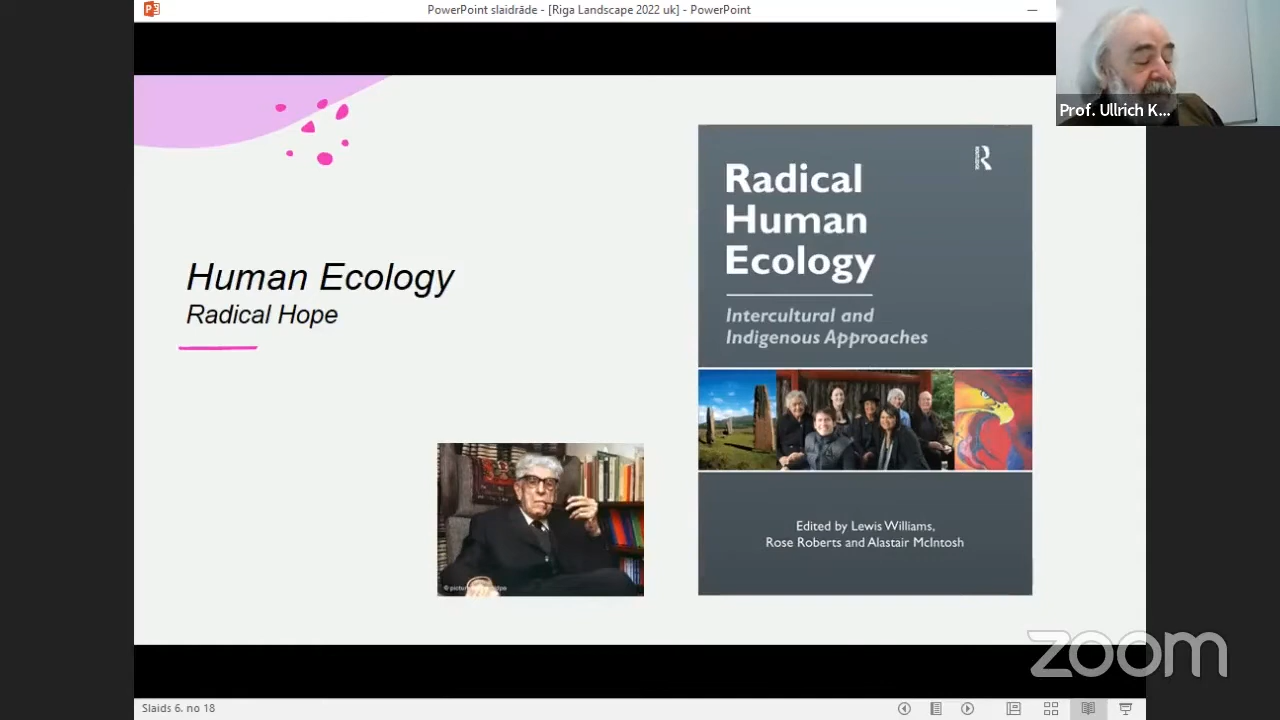 PowerPoint slaidrāde - [Riga Landscape 2022 uk] - PowerPoint
Prof. Ullrich K...
R
Radical
Human
Ecology
Intercultural and
Indigenous Approaches
Human Ecology
Radical Hope
Edited by Lewis Williams,
Rose Roberts and Alastair McIntosh
zoom
Slaids 6. no 18